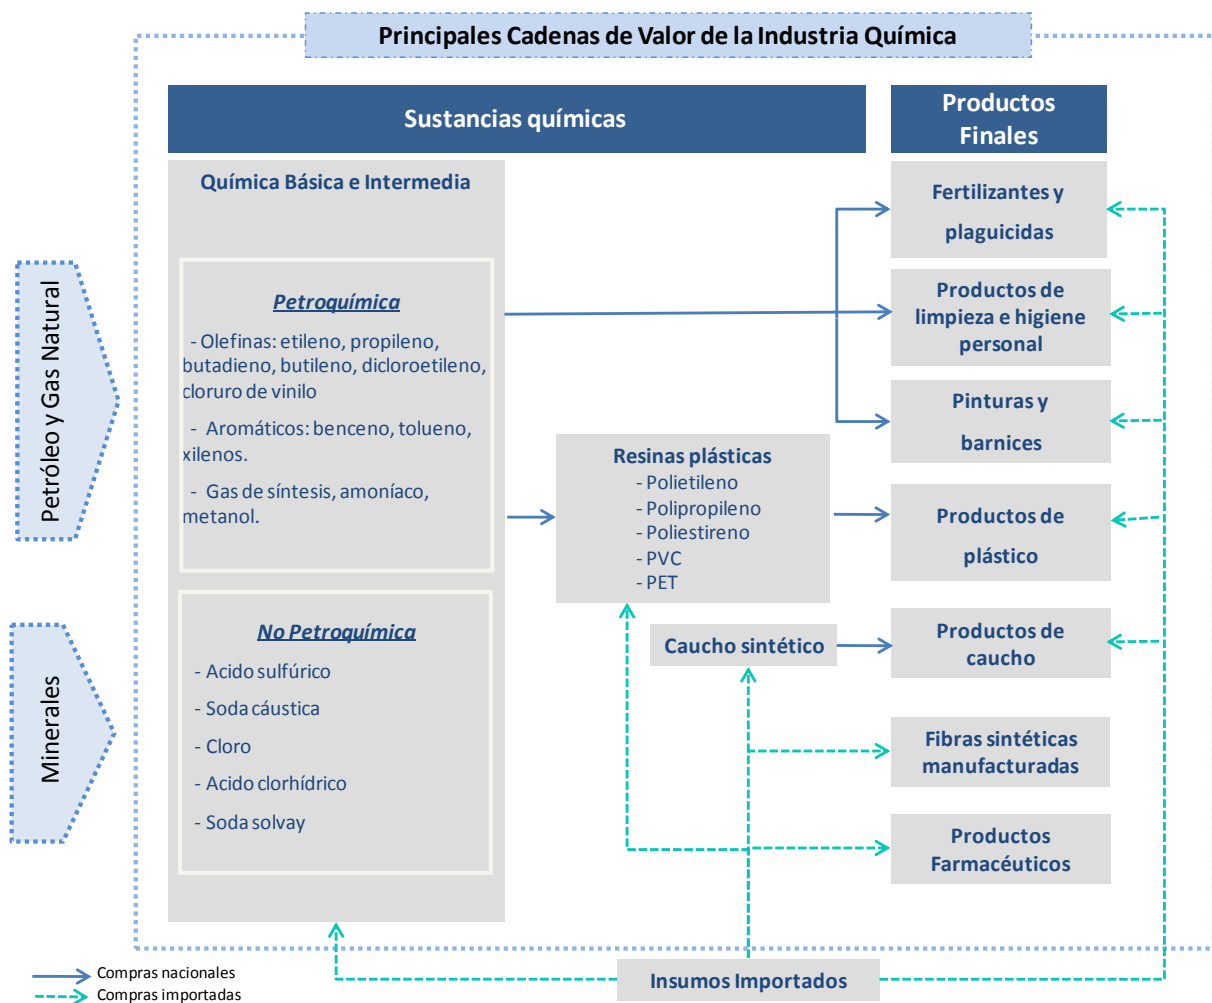 Principales Cadenas de Valor de la Industria Química
Sustancias químicas
Productos
Finales
Petróleo y Gas Natural
Minerales
Química Básica e Intermedia
Petroquímica
- Olefinas: etileno, propileno,
butadieno, butileno, dicloroetileno,
cloruro de vinilo
- Aromáticos: benceno, tolueno,
xilenos.
- Gas de síntesis, amoníaco,
metanol.
No Petroquímica
- Acido sulfúrico
- Soda cáustica
- Cloro
- Acido clorhídrico
- Soda solvay
Resinas plásticas
- Polietileno
- Polipropileno
- Poliestireno
- PVC
- PET
Caucho sintético
Fertilizantes y
plaguicidas
Productos de
limpieza e higiene
personal
Pinturas y
barnices
Productos de
plástico
Productos de
caucho
Fibras sintéticas
manufacturadas
Productos
Farmacéuticos
Insumos Importados
Compras nacionales
Compras importadas